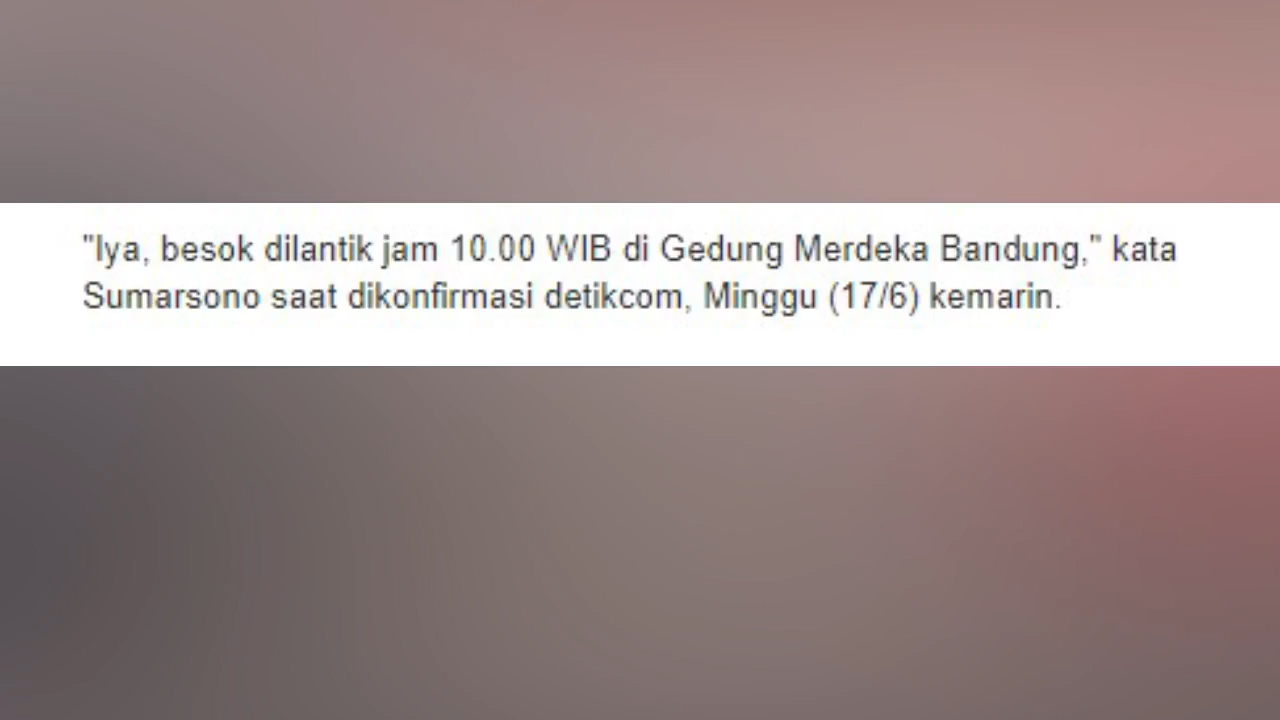 "Iya, besok dilantik jam 10.00 WIB di Gedung Merdeka Bandung," kata
Sumarsono saat dikonfirmasi detikcom, Minggu (17/6) kemarin.